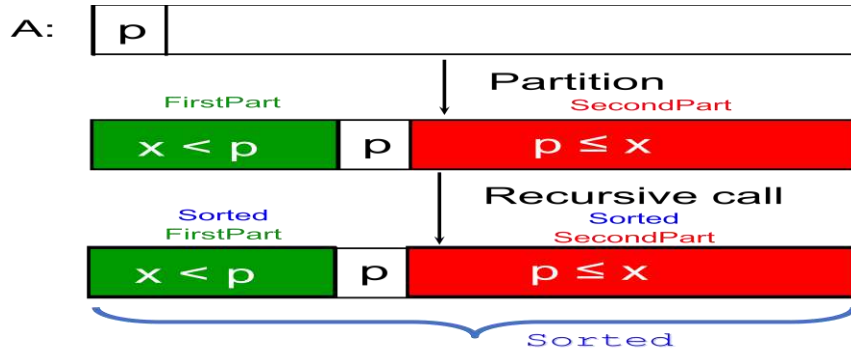 A: p
Partition
FirstPart SecondPart
x < p p p ≤ x
Recursive call
Sorted Sorted
FirstPart SecondPart
x < p p p ≤ x
Sorted